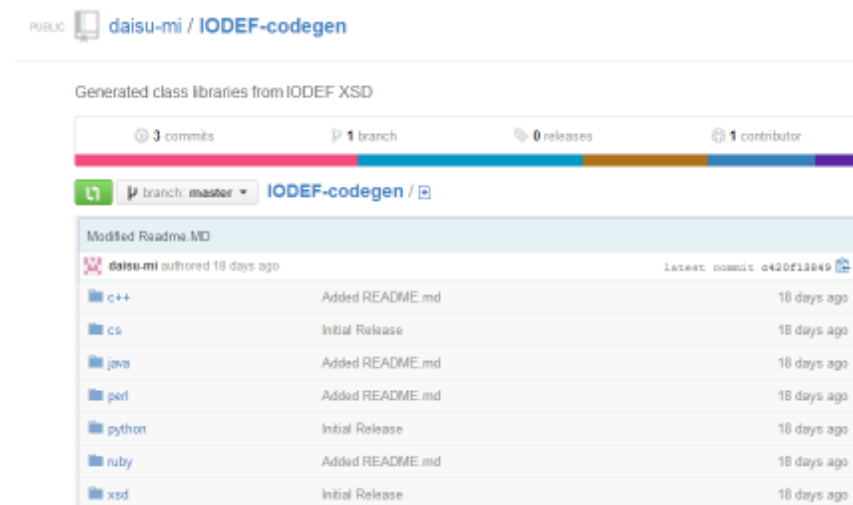 PUBLIC daisu-mi / IODEF-codegen
Generated class libraries from IODEF XSD
3 commits 1 branch 0 releases 1 contributor
branch: master IODEF-codegen /
Modified Readme.MD
daisu-mi authored 18 days ago latest commit c420f13849
c++ Added README.md 18 days ago
cs Initial Release 18 days ago
java Added README.md 18 days ago
perl Added README.md 18 days ago
python Initial Release 18 days ago
ruby Added README.md 18 days ago
xsd Initial Release 18 days ago